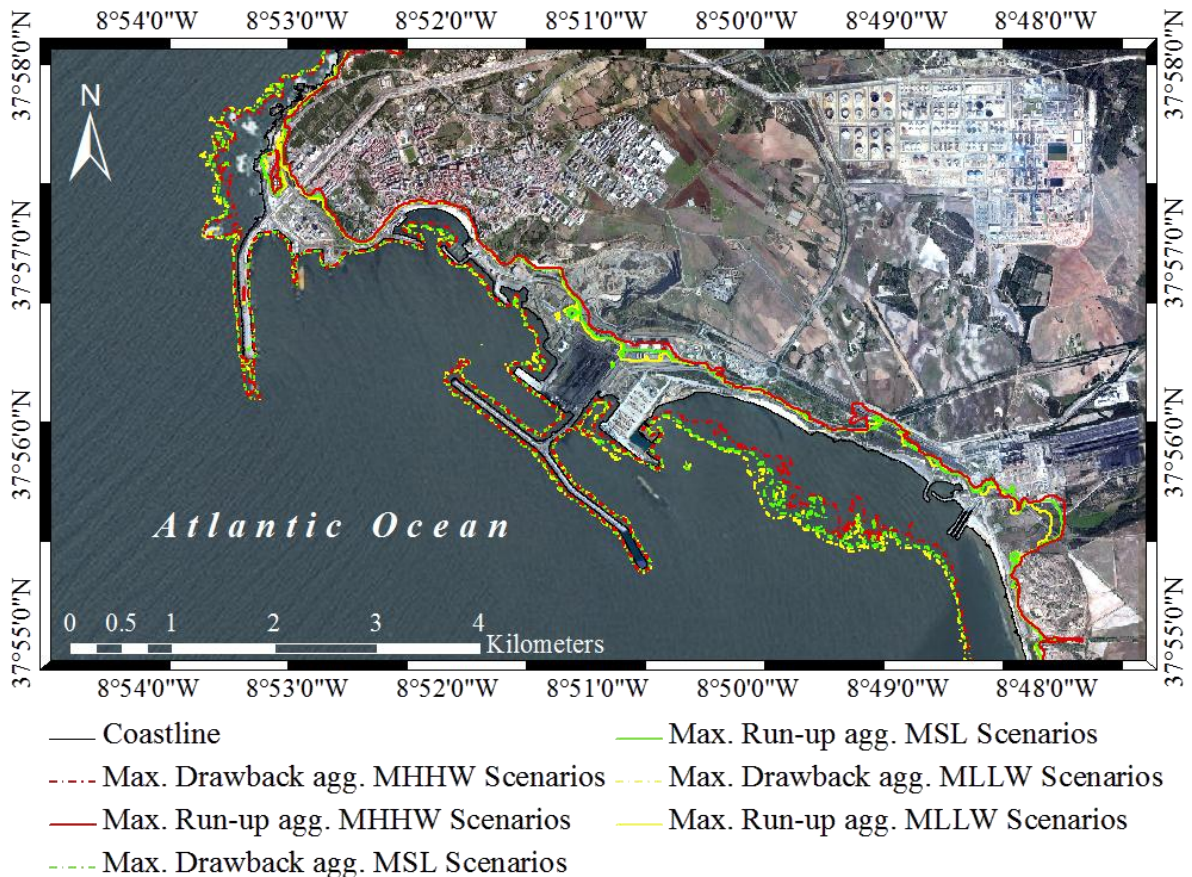 8°54'0"W 8°53'0"W 8°52'0"W 8°51'0"W 8°50'0"W 8°49'0"W 8°48'0"W
37°58'0"N 37°58'0"N
N
37°57'0"N 37°57'0"N
37°56'0"N 37°56'0"N
Atlantic Ocean
37°55'0"N 37°55'0"N
0 0.5 1 2 3 4
Kilometers
8°54'0"W 8°53'0"W 8°52'0"W 8°51'0"W 8°50'0"W 8°49'0"W 8°48'0"W
Coastline
Max. Drawback agg. MHHW Scenarios
Max. Run-up agg. MHHW Scenarios
Max. Drawback agg. MSL Scenarios
Max. Run-up agg. MSL Scenarios
Max. Drawback agg. MLLW Scenarios
Max. Run-up agg. MLLW Scenarios